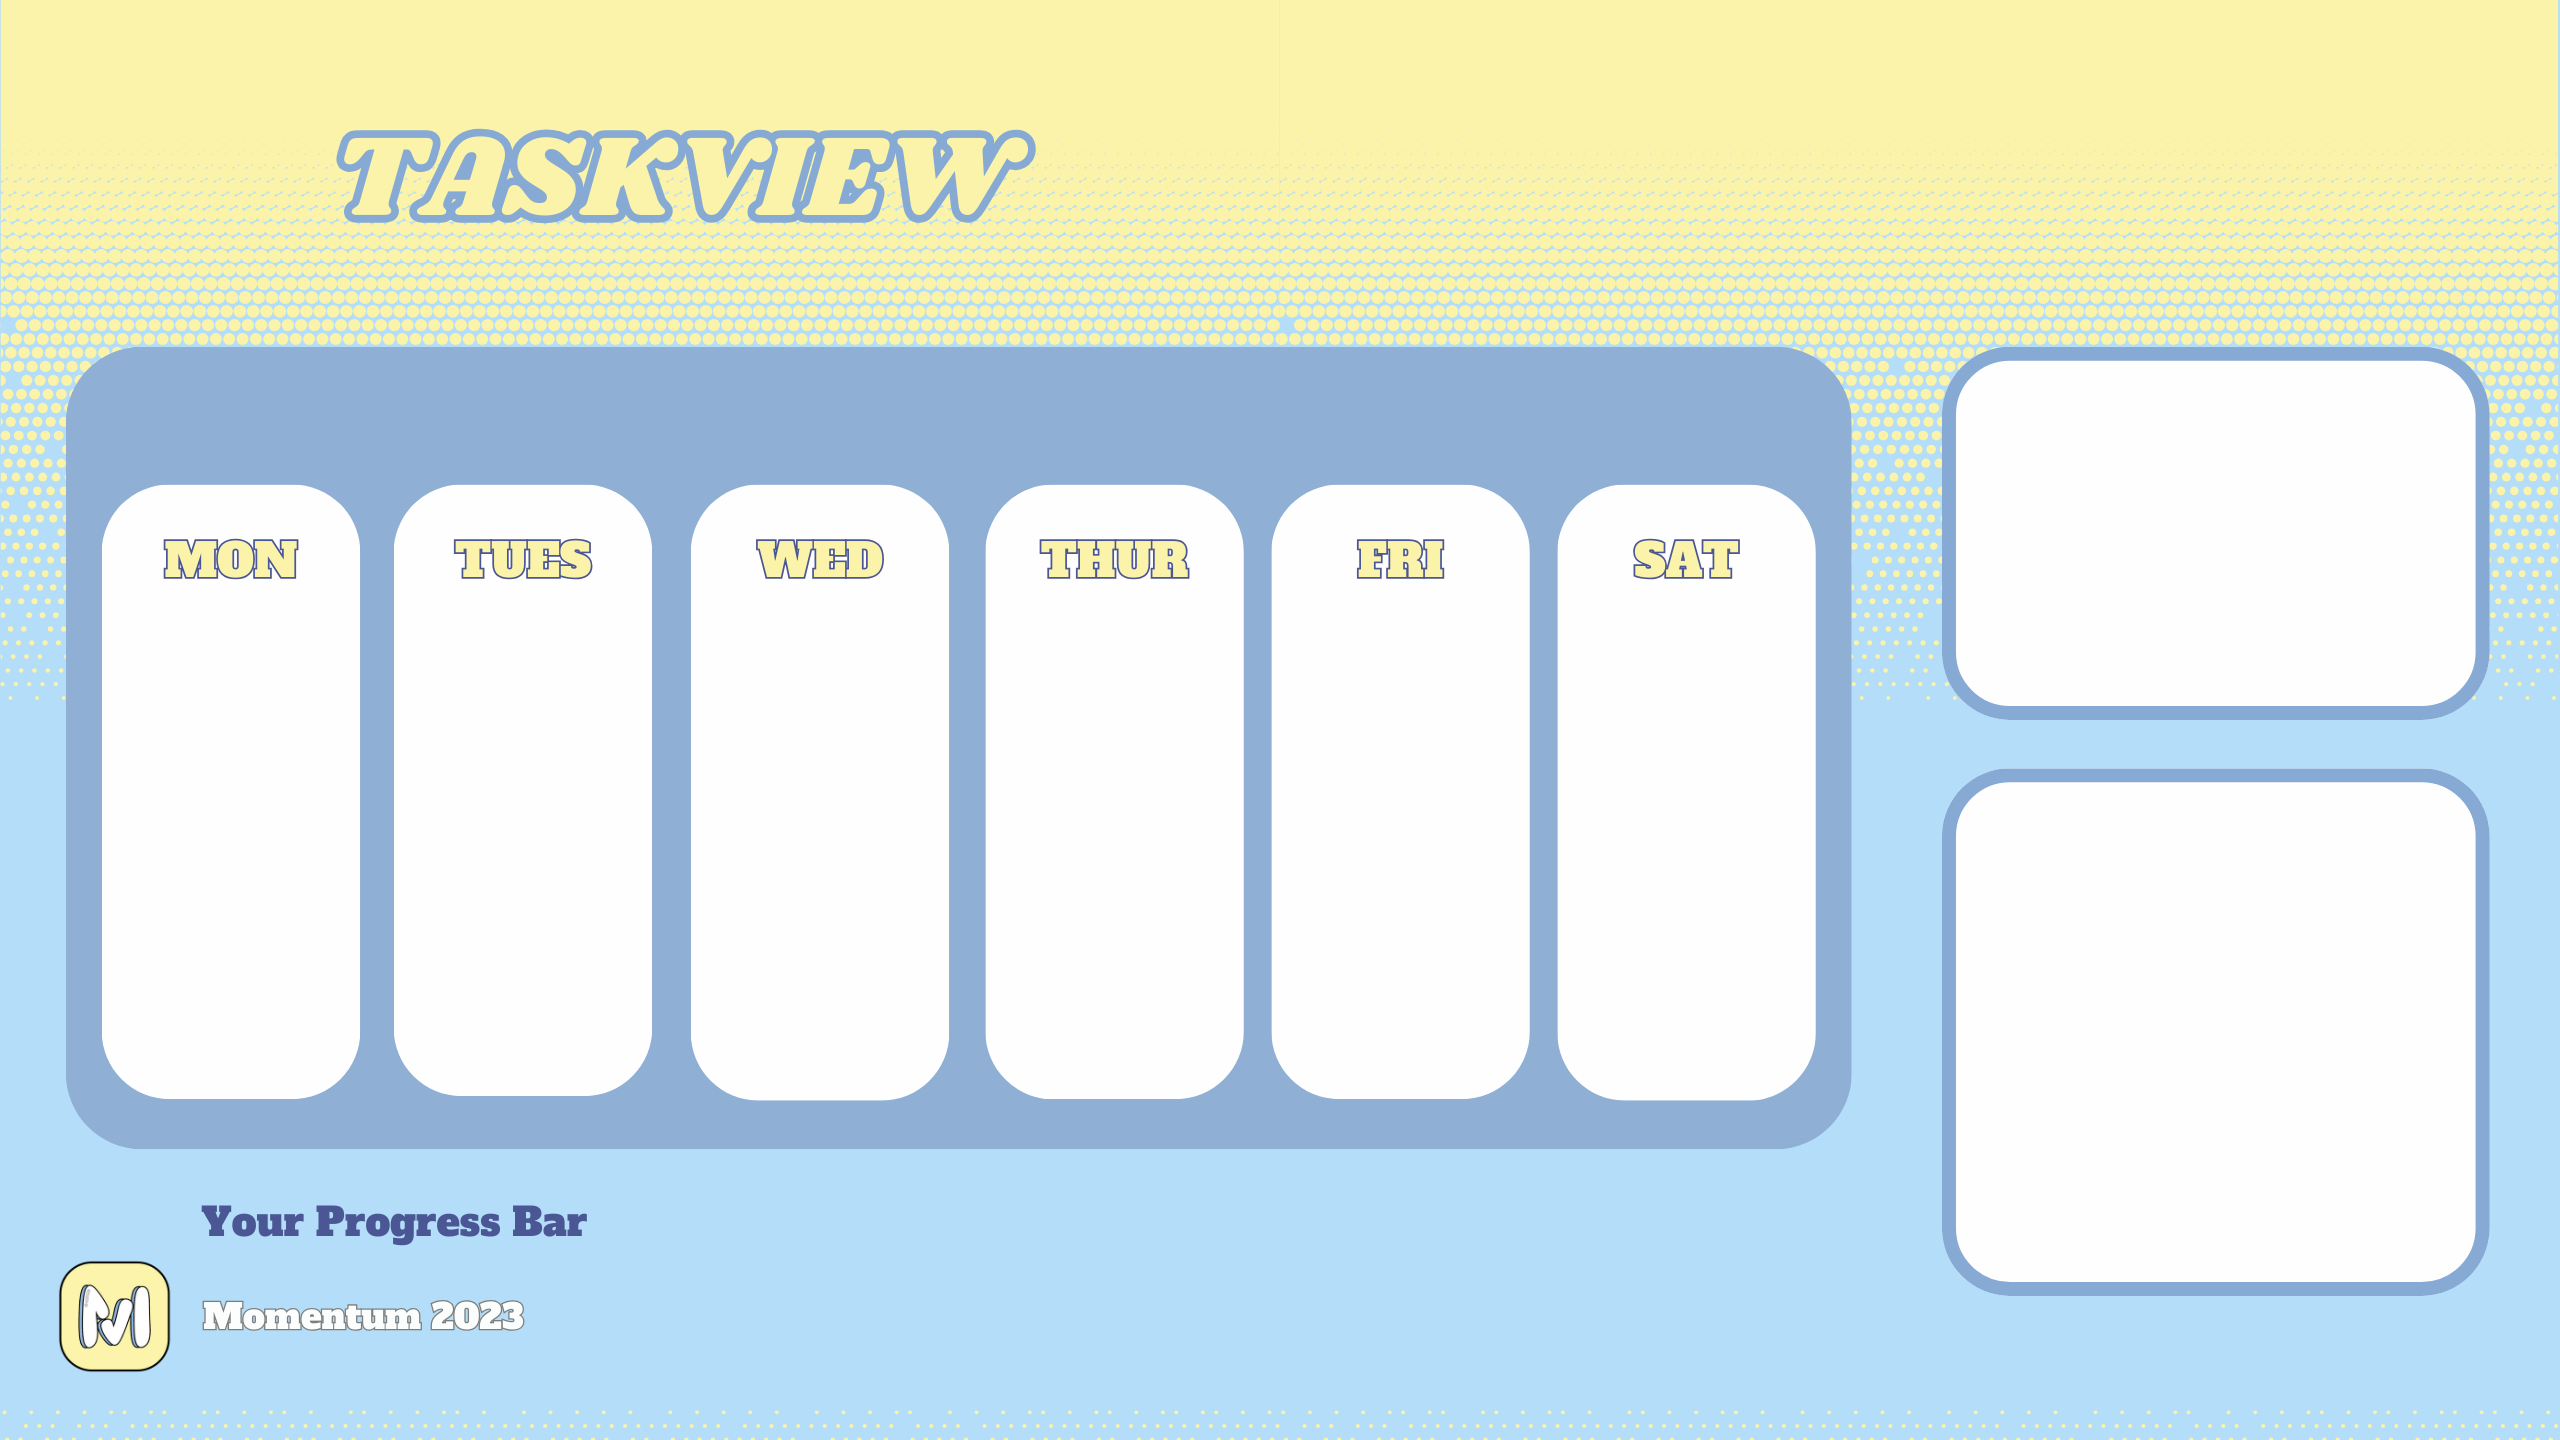 TASKVIEW
MON TUES WED THUR FRI SAT
Your Progress Bar
M
Momentum 2023